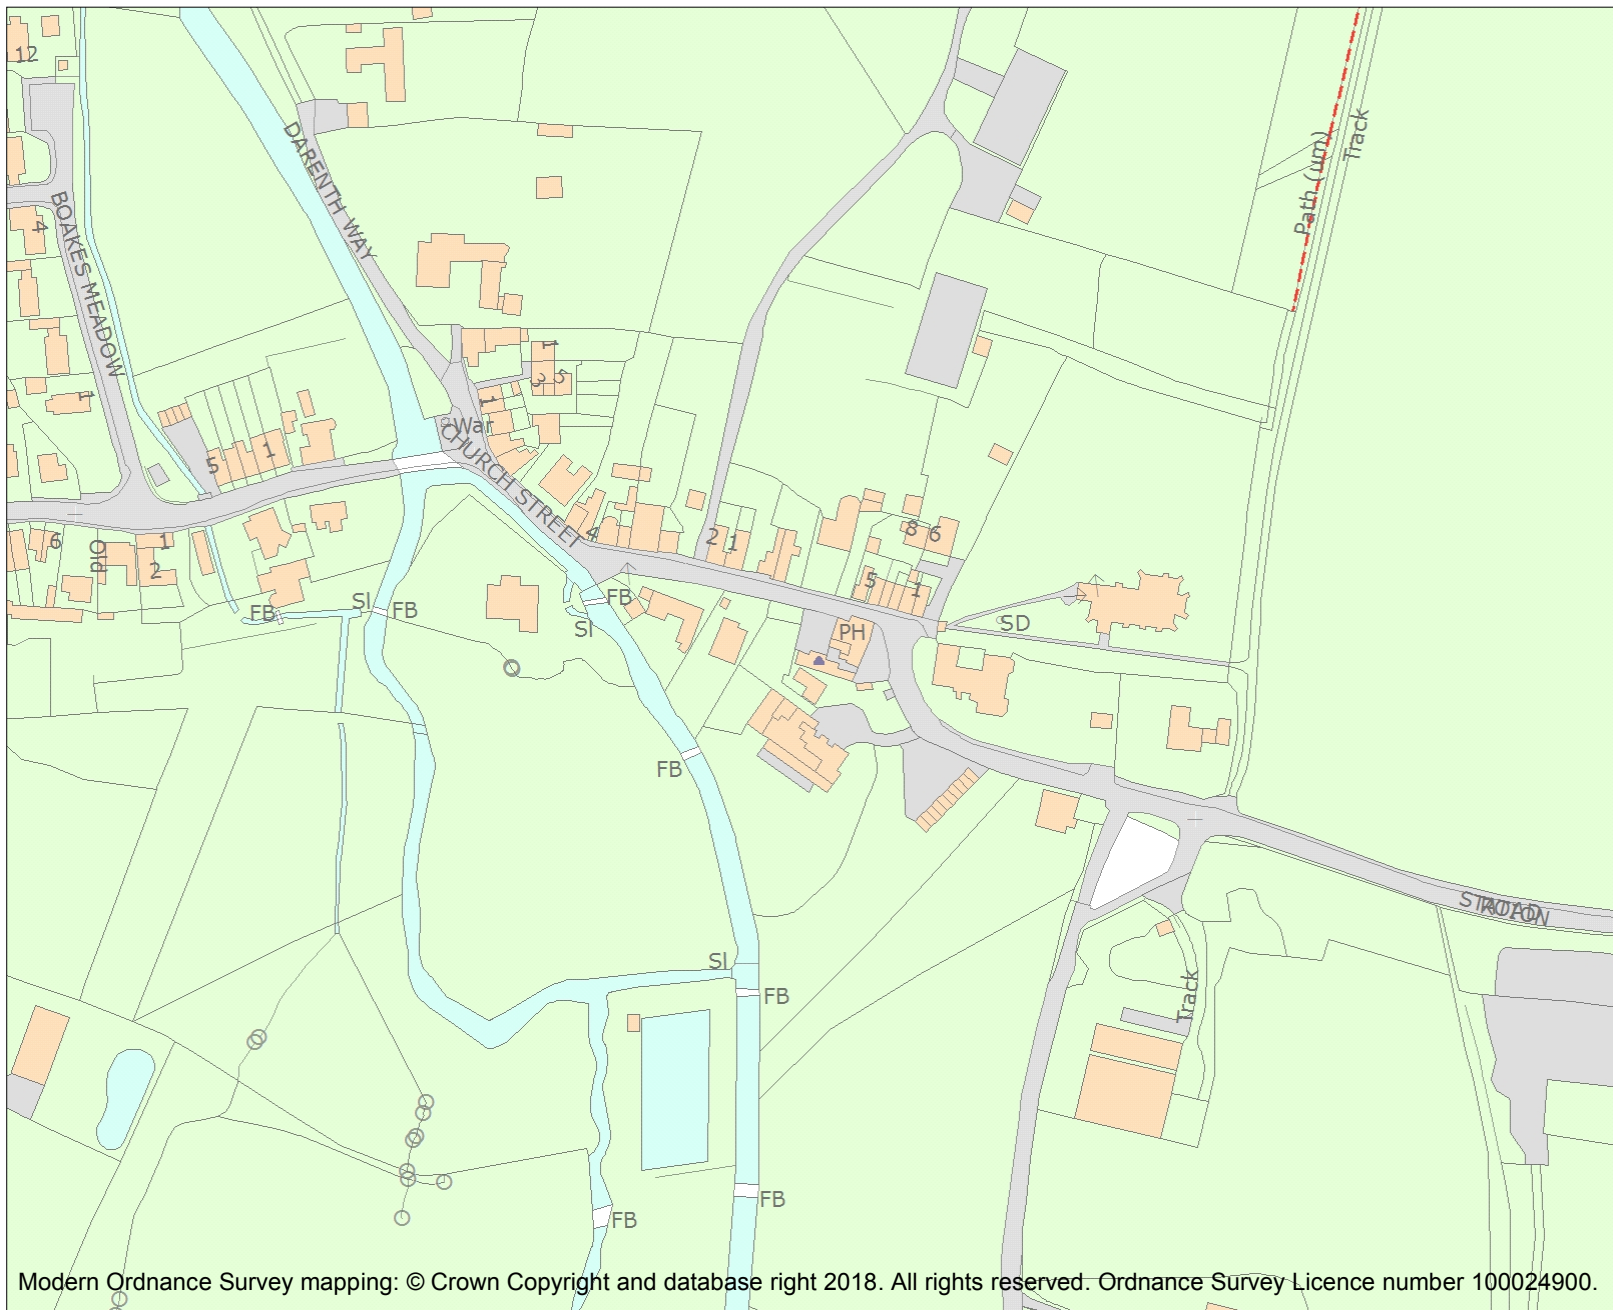 12
Track
Path (um)
DARENTH WAY
4
BOAKES MEADOW
1
3
5
1
1
War
CHURCH STREET
1
5
4
2
1
8
6
6
Old
1
2
5
1
FB
Sl
FB
FB
Sl
SD
PH
FB
STATION
ROAD
Sl
FB
Track
FB
FB
Modern Ordnance Survey mapping: © Crown Copyright and database right 2018. All rights reserved. Ordnance Survey Licence number 100024900.